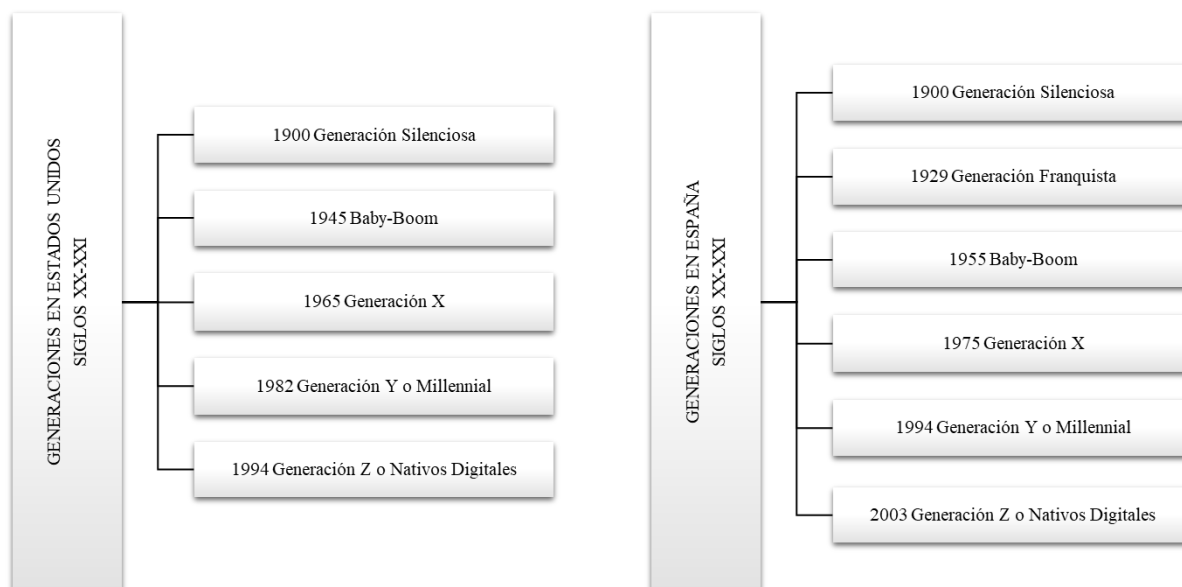 GENERACIONES EN ESTADOS UNIDOS
SIGLOS XX-XXI
1900 Generación Silenciosa
1945 Baby-Boom
1965 Generación X
1982 Generación Y o Millennial
1994 Generación Z o Nativos Digitales
GENERACIONES EN ESPAÑA
SIGLOS XX-XXI
1900 Generación Silenciosa
1929 Generación Franquista
1955 Baby-Boom
1975 Generación X
1994 Generación Y o Millennial
2003 Generación Z o Nativos Digitales